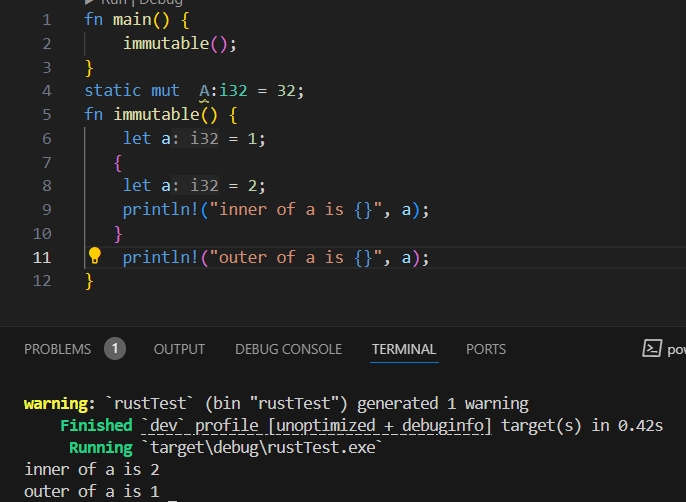 ▶ Run | Debug
1 fn main() {
2     immutable();
3 }
4 static mut  A:i32 = 32;
5 fn immutable() {
6     let a: i32 = 1;
7    {
8     let a: i32 = 2;
9     println!("inner of a is {}", a);
10    }
11     println!("outer of a is {}", a);
12 }
PROBLEMS 1 OUTPUT DEBUG CONSOLE TERMINAL PORTS
warning: `rustTest` (bin "rustTest") generated 1 warning
    Finished `dev` profile [unoptimized + debuginfo] target(s) in 0.42s
     Running `target\debug\rustTest.exe`
inner of a is 2
outer of a is 1